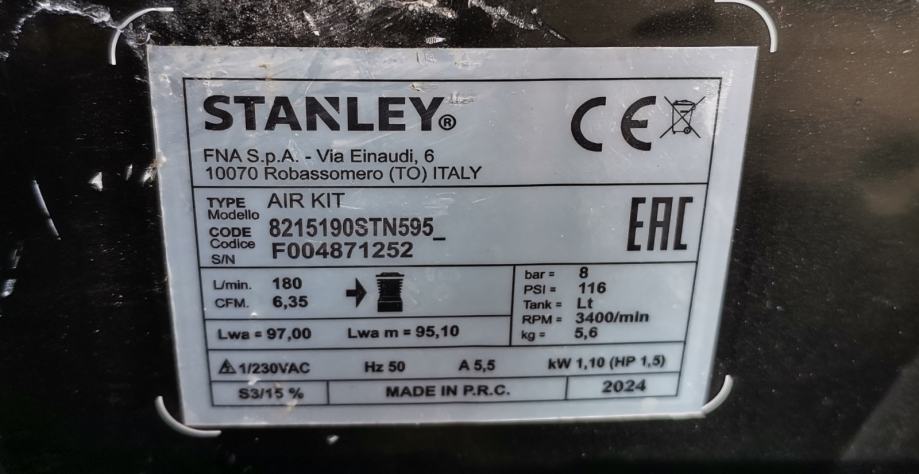 STANLEY®
CE
FNA S.p.A. - Via Einaudi, 6
10070 Robassomero (TO) ITALY
TYPE AIR KIT
Modello
CODE 8215190STN595_
Codice
S/N F004871252
EAC
L/min. 180
CFM. 6,35
Lwa = 97,00 Lwa m = 95,10
bar = 8
PSI = 116
Tank = Lt
RPM = 3400/min
kg = 5,6
1/230VAC Hz 50 A 5,5 kW 1,10 (HP 1,5)
S3/15 % MADE IN P.R.C. 2024